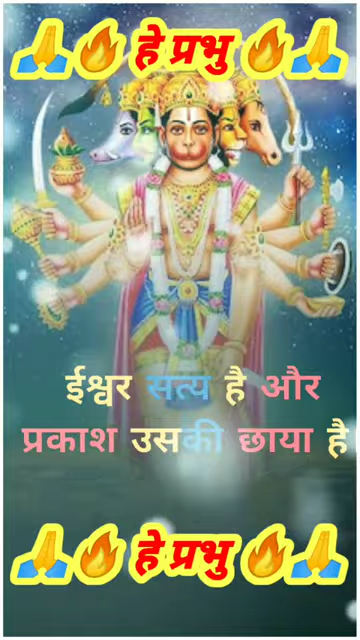 🙏🔥हे प्रभु🔥🙏
ईश्वर सत्य है और
प्रकाश उसकी छाया है
🙏🔥हे प्रभु🔥🙏